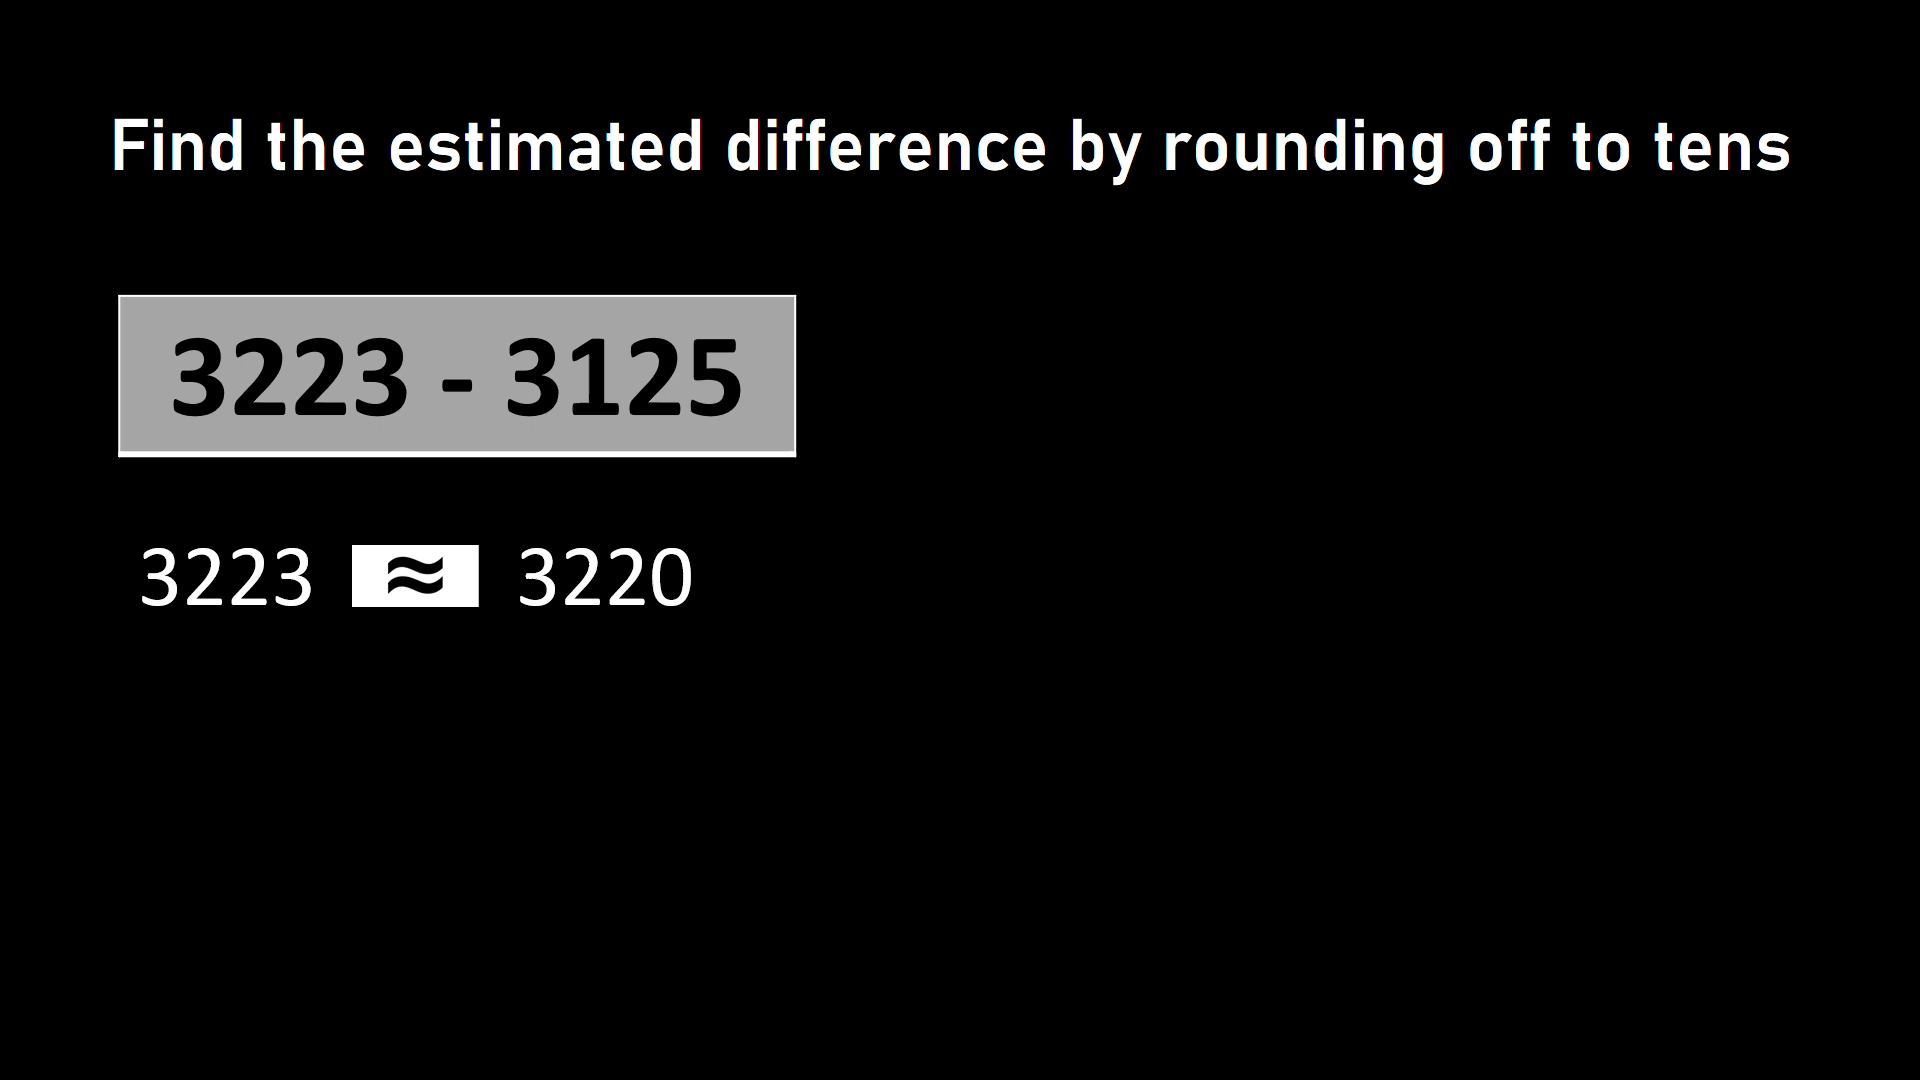 Find the estimated difference by rounding off to tens
3223 - 3125
3223 ≈ 3220